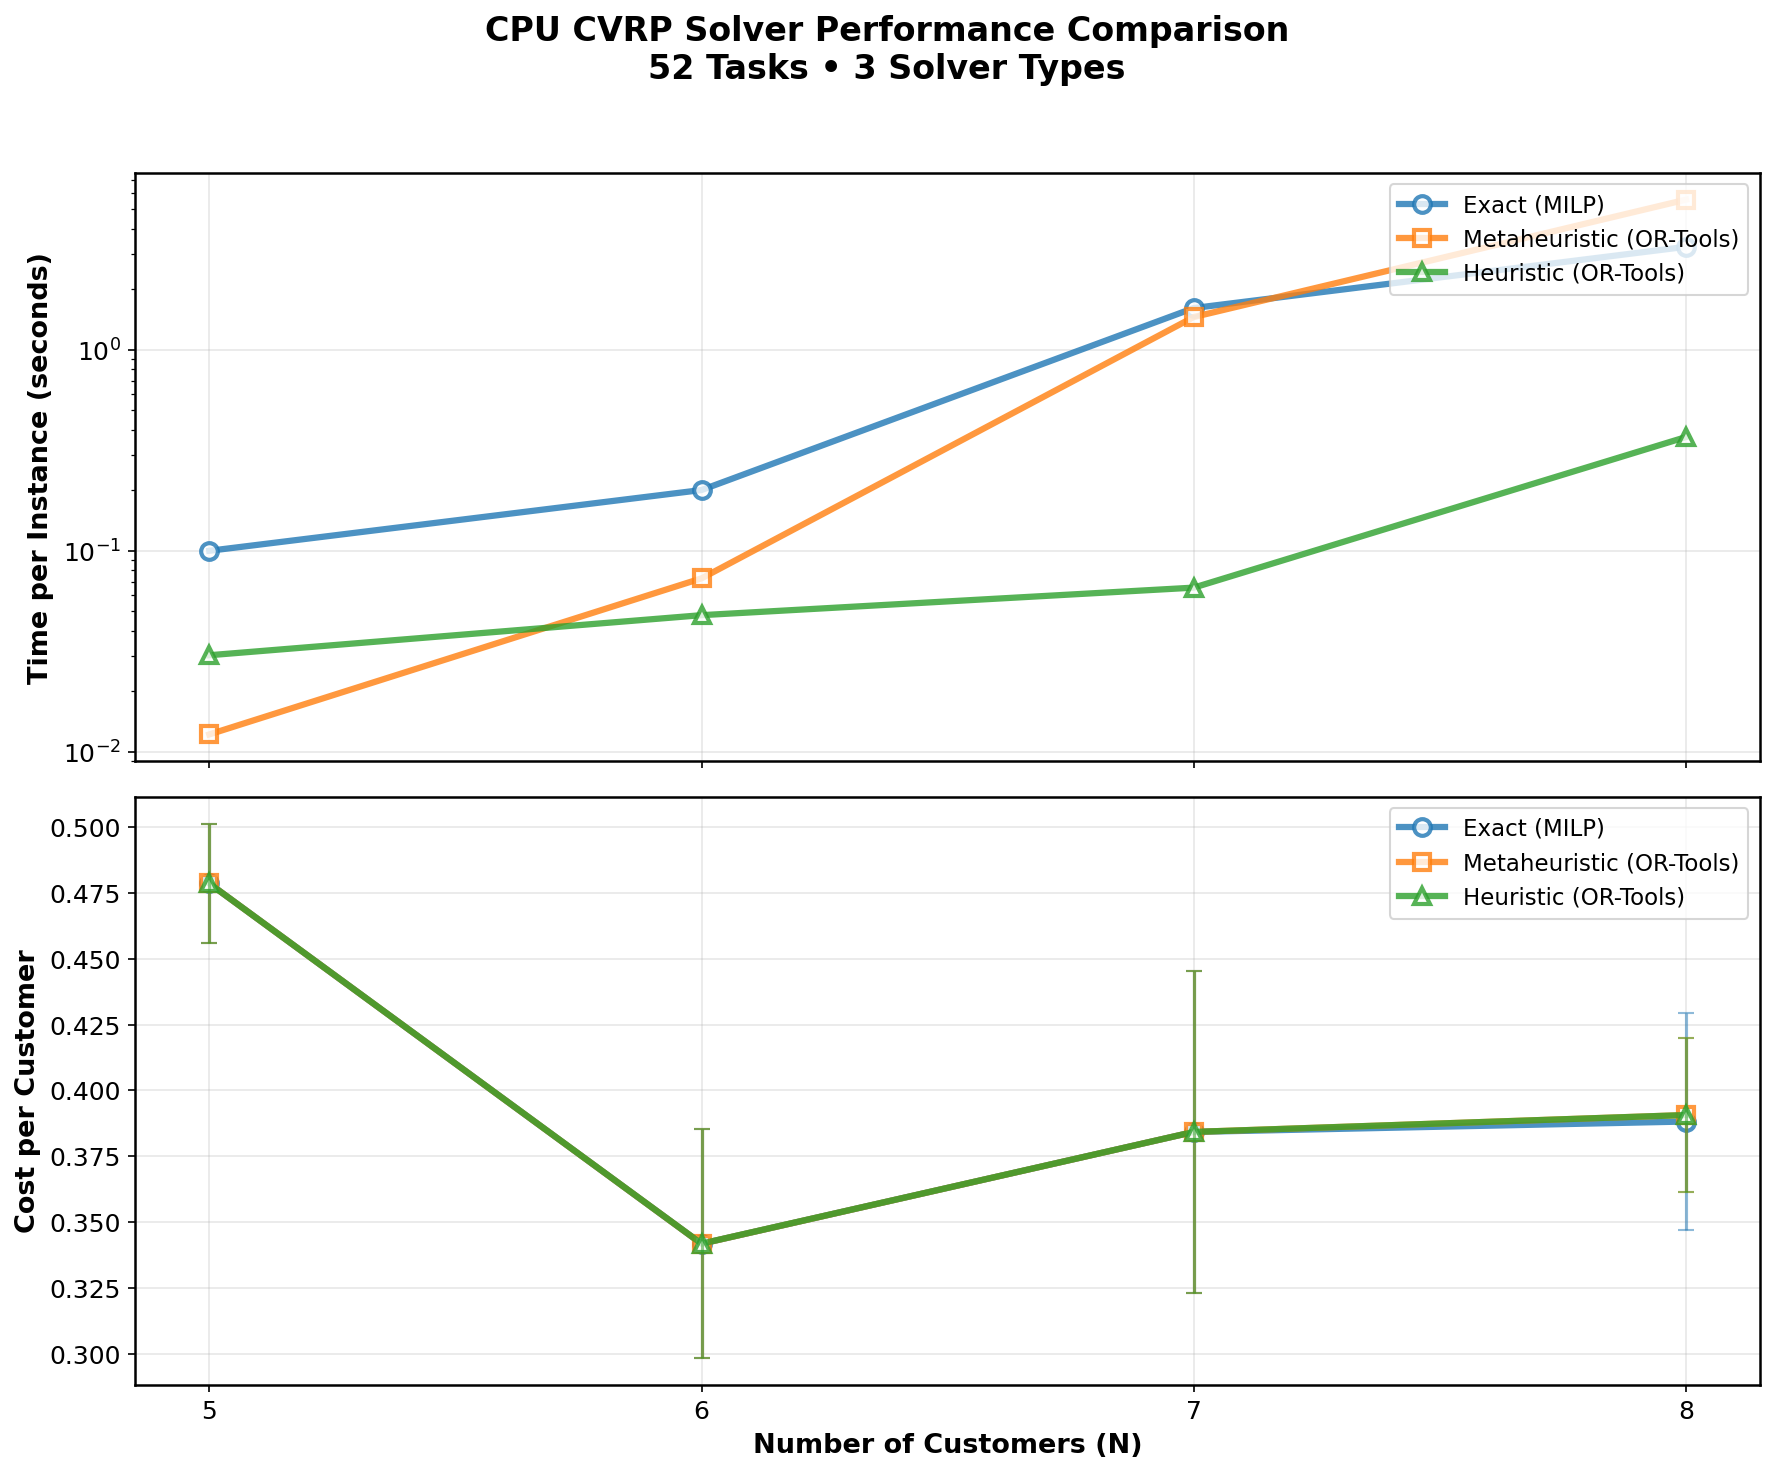 CPU CVRP Solver Performance Comparison
52 Tasks • 3 Solver Types
Time per Instance (seconds)
10⁰
10⁻¹
10⁻²
Exact (MILP)
Metaheuristic (OR-Tools)
Heuristic (OR-Tools)
Cost per Customer
0.500
0.475
0.450
0.425
0.400
0.375
0.350
0.325
0.300
Exact (MILP)
Metaheuristic (OR-Tools)
Heuristic (OR-Tools)
5 6 7 8
Number of Customers (N)